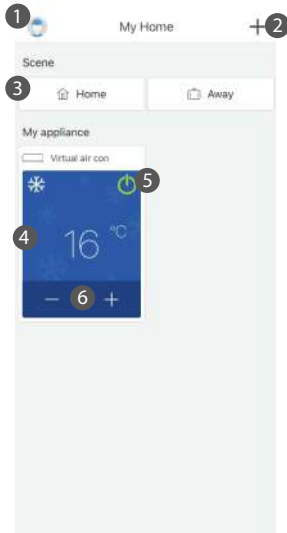 1 My Home + 2
Scene
3 Home Away
My appliance
Virtual air con
5
4 16 °C
− 6 +